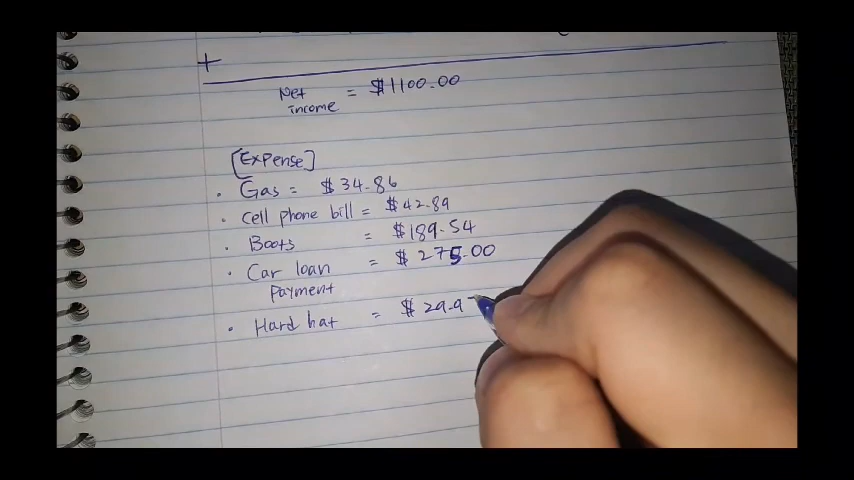 +
Net = $1100.00
income
[Expense]
• Gas = $34.86
• Cell phone bill = $42.89
• Boots = $189.54
• Car loan = $275.00
Payment
• Hard hat = $29.9